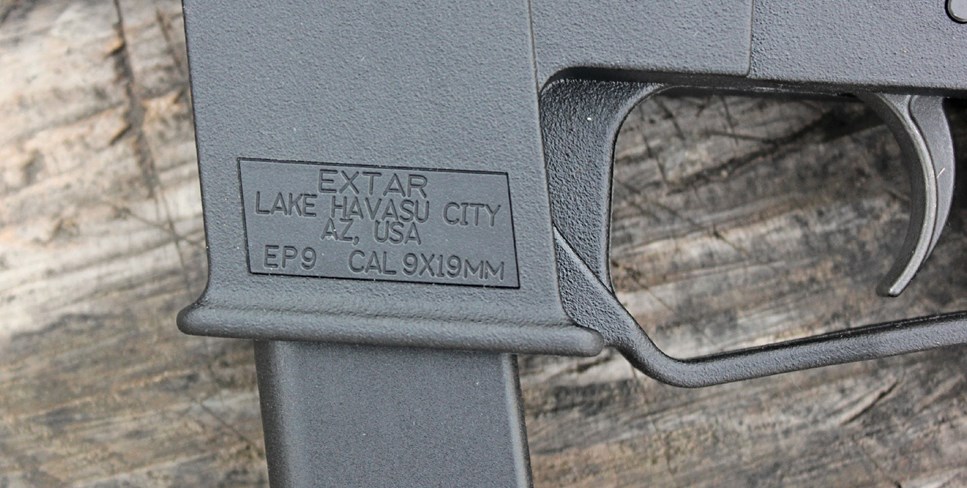 EXTAR
LAKE HAVASU CITY
AZ, USA
EP9 CAL 9X19MM